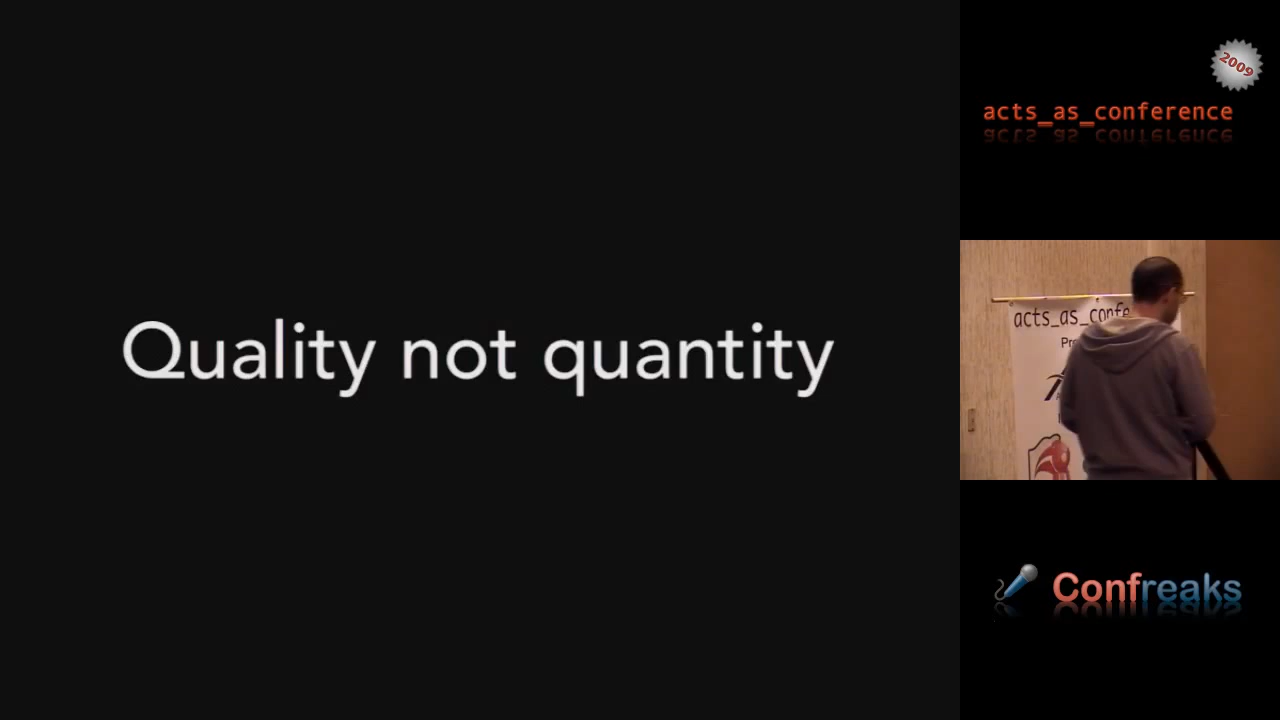 Quality not quantity
2009
acts_as_conference
acts_as_confe
Confreaks